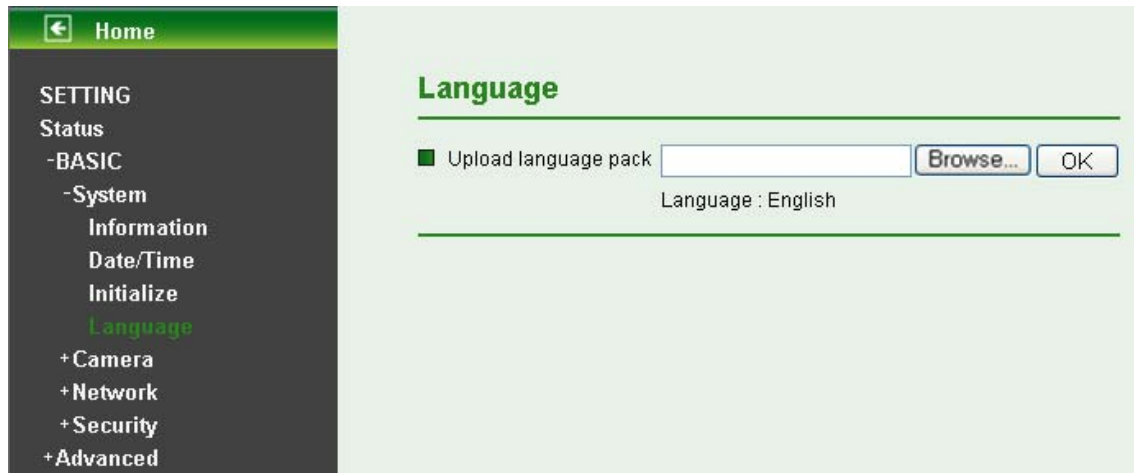 Home
SETTING
Status
-BASIC
-System
Information
Date/Time
Initialize
Language
+Camera
+Network
+Security
+Advanced
Language
Upload language pack Browse... OK
Language : English